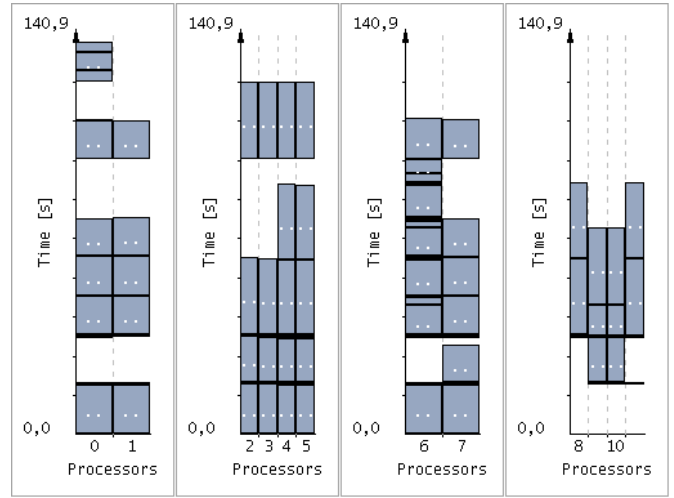 140,9
Time [s]
0,0
0 1
Processors
140,9
Time [s]
0,0
2 3 4 5
Processors
140,9
Time [s]
0,0
6 7
Processors
140,9
Time [s]
0,0
8 10
Processors